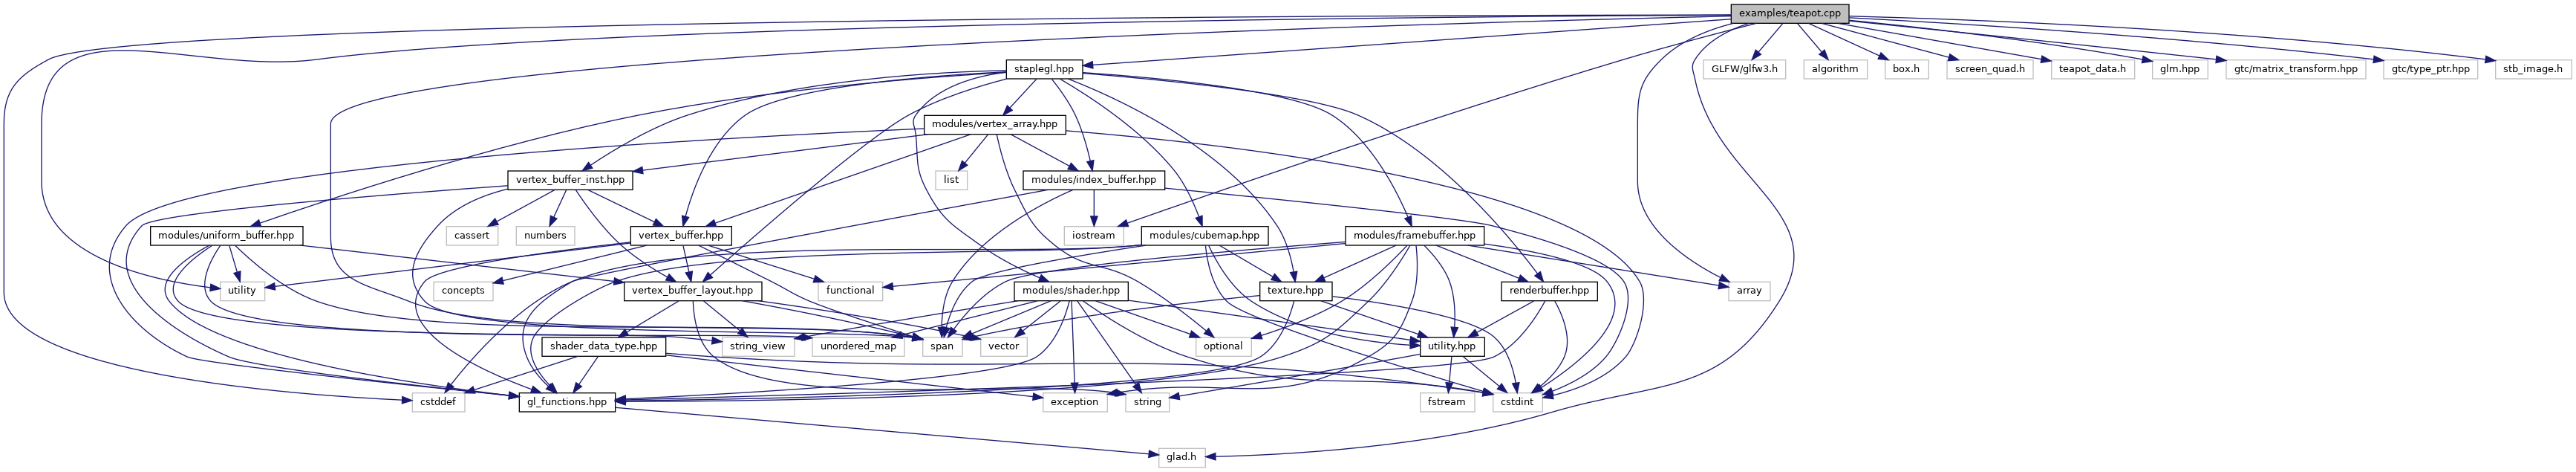 examples/teapot.cpp
staplegl.hpp
GLFW/glfw3.h
algorithm
box.h
screen_quad.h
teapot_data.h
glm.hpp
gtc/matrix_transform.hpp
gtc/type_ptr.hpp
stb_image.h
modules/vertex_array.hpp
vertex_buffer_inst.hpp
list
modules/index_buffer.hpp
modules/uniform_buffer.hpp
cassert
numbers
vertex_buffer.hpp
iostream
modules/cubemap.hpp
modules/framebuffer.hpp
utility
concepts
vertex_buffer_layout.hpp
functional
modules/shader.hpp
texture.hpp
renderbuffer.hpp
array
shader_data_type.hpp
string_view
unordered_map
span
vector
optional
utility.hpp
cstddef
gl_functions.hpp
exception
string
fstream
cstdint
glad.h